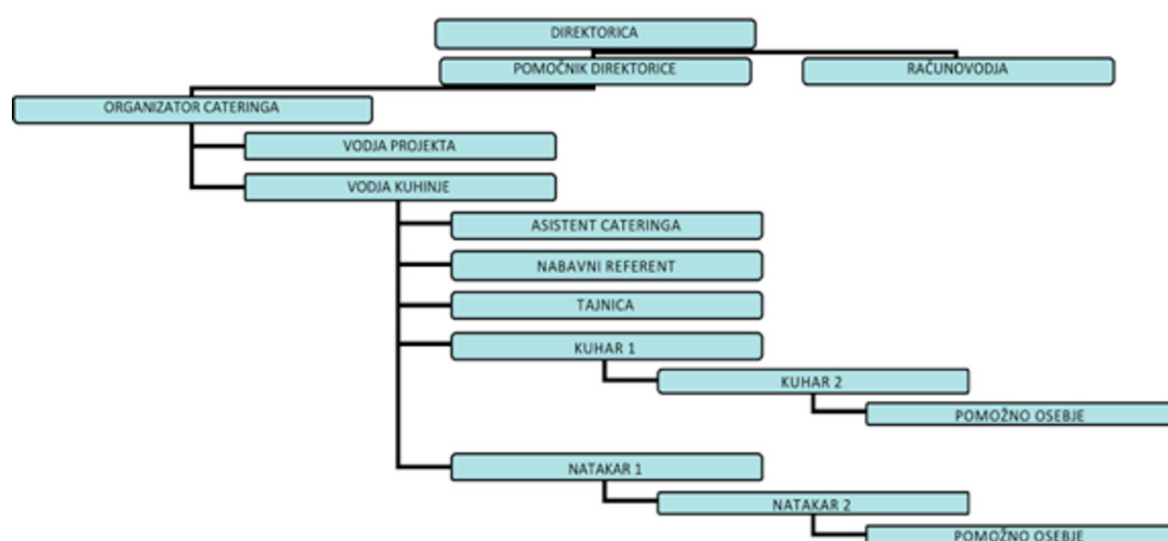 DIREKTORICA
POMOČNIK DIREKTORICE
RAČUNOVODJA
ORGANIZATOR CATERINGA
VODJA PROJEKTA
VODJA KUHINJE
ASISTENT CATERINGA
NABAVNI REFERENT
TAJNICA
KUHAR 1
KUHAR 2
POMOŽNO OSEBJE
NATAKAR 1
NATAKAR 2
POMOŽNO OSEBJE